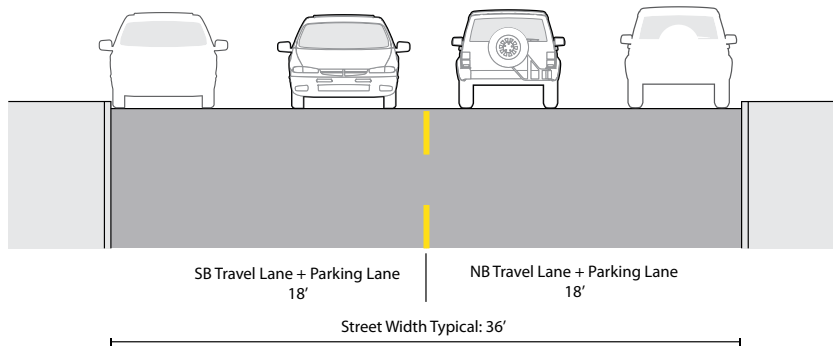 SB Travel Lane + Parking Lane
18’
NB Travel Lane + Parking Lane
18’
Street Width Typical: 36’